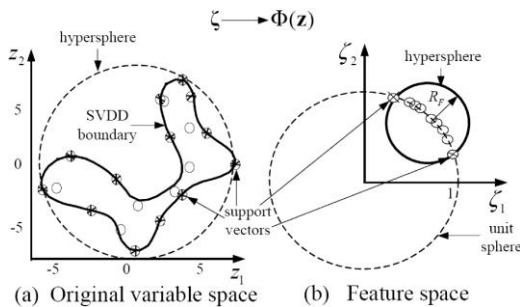 ζ → Φ(z)
z₂
hypersphere
5
SVDD
boundary
0
-5
-5
0
5
z₁
support
vectors
ζ₂
hypersphere
R_F
1
ζ₁
unit
sphere
(a) Original variable space
(b) Feature space